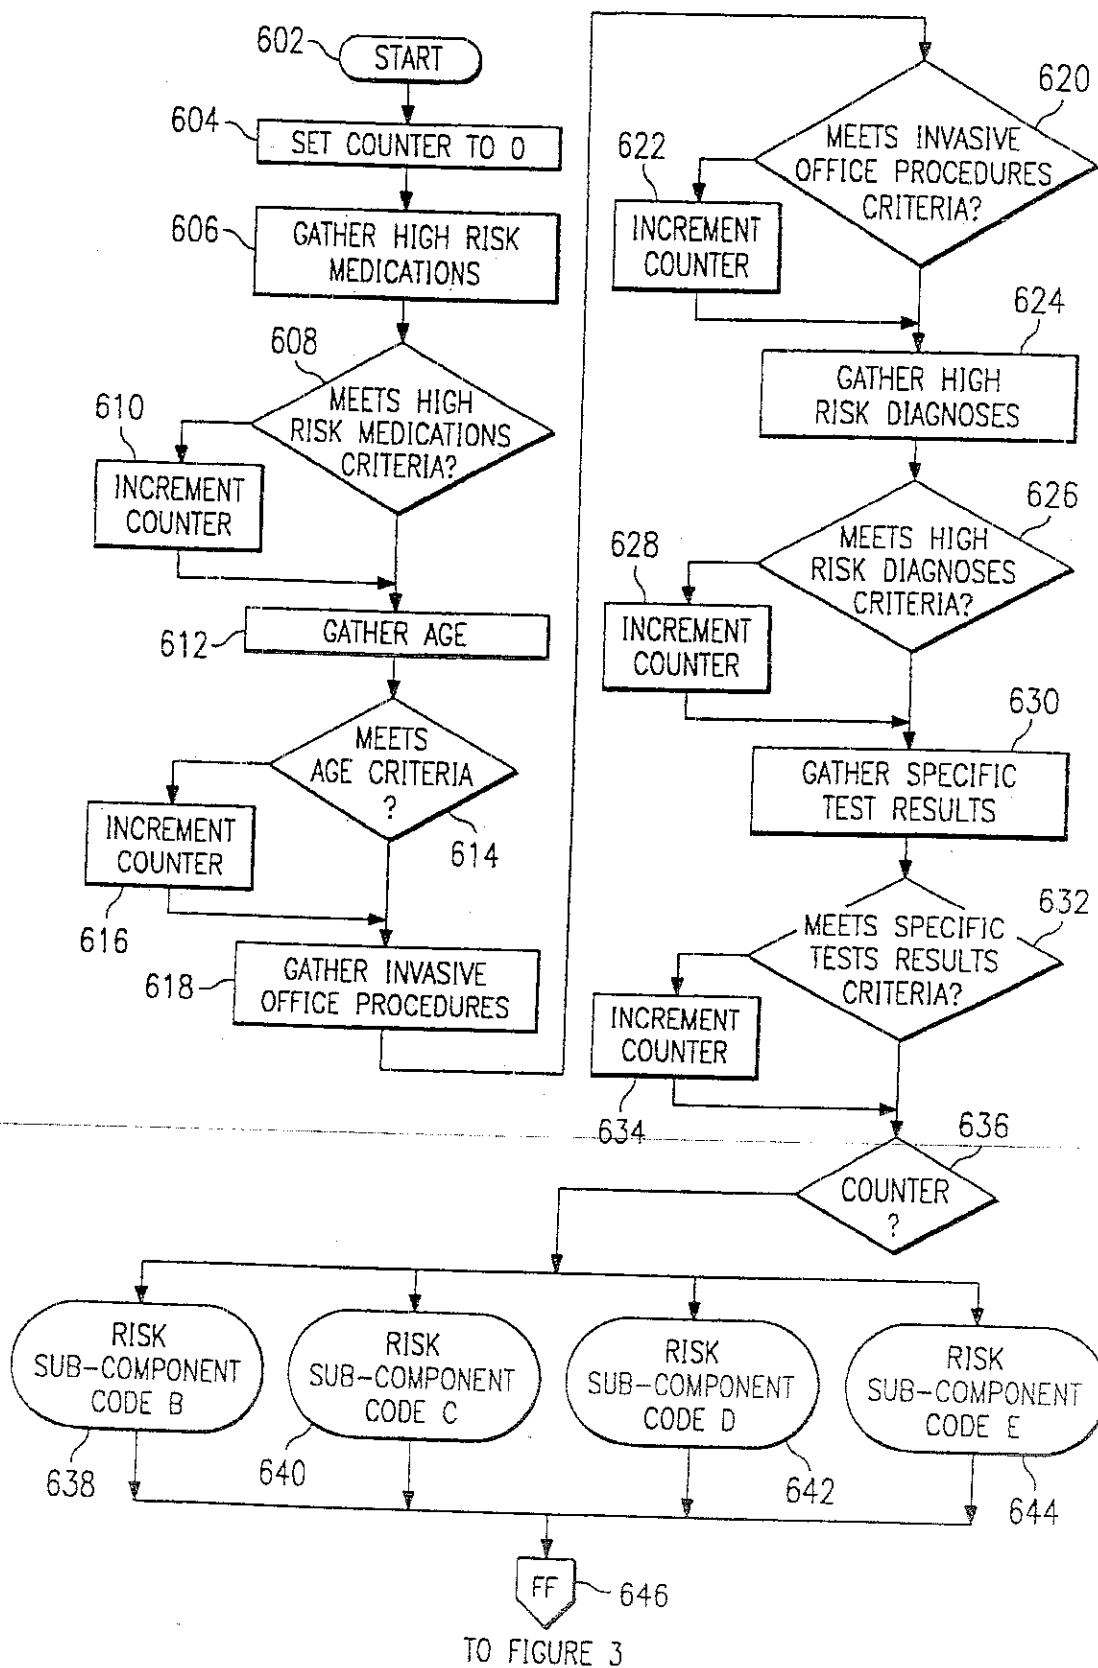 602
START
604
SET COUNTER TO 0
606
GATHER HIGH RISK
MEDICATIONS
608
MEETS HIGH
RISK MEDICATIONS
CRITERIA?
610
INCREMENT
COUNTER
612
GATHER AGE
MEETS
AGE CRITERIA
?
614
INCREMENT
COUNTER
616
618
GATHER INVASIVE
OFFICE PROCEDURES
620
MEETS INVASIVE
OFFICE PROCEDURES
CRITERIA?
622
INCREMENT
COUNTER
624
GATHER HIGH
RISK DIAGNOSES
626
MEETS HIGH
RISK DIAGNOSES
CRITERIA?
628
INCREMENT
COUNTER
630
GATHER SPECIFIC
TEST RESULTS
632
MEETS SPECIFIC
TESTS RESULTS
CRITERIA?
INCREMENT
COUNTER
634
636
COUNTER
?
RISK
SUB-COMPONENT
CODE B
638
RISK
SUB-COMPONENT
CODE C
640
RISK
SUB-COMPONENT
CODE D
642
RISK
SUB-COMPONENT
CODE E
644
FF
646
TO FIGURE 3